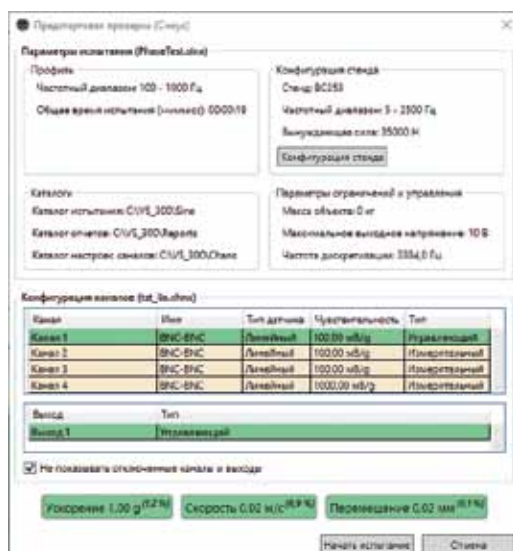 Предстартовая проверка (Синус)
Параметры испытания (PhaseTest.sinx)
Профиль
Частотный диапазон: 100 - 1000 Гц
Общее время испытания (чч:мм:сс): 00:00:19
Конфигурация стенда
Стенд: ВС253
Частотный диапазон: 5 - 2500 Гц
Вынуждающая сила: 35000 Н
Конфигурация стенда
Каталоги
Каталог испытания: C:\VS_300\Sine
Каталог отчетов: C:\VS_300\Reports
Каталог настроек каналов: C:\VS_300\Chans
Параметры ограничений и управления
Масса объекта: 0 кг
Максимальное выходное напряжение: 10 В
Частота дискретизации: Гц
Конфигурация каналов
Канал Имя Тип датчика Чувствительность Тип
Канал 1 BNC-BNC Линейный 100,00 мВ/g Управляющий
Канал 2 BNC-BNC Линейный 100,00 мВ/g Измерительный
Канал 3 BNC-BNC Линейный 100,00 мВ/g Измерительный
Канал 4 BNC-BNC Линейный 1000,00 мВ/g Измерительный
Выход Тип
Выход 1 Управляющий
Не показывать отключенные каналы и выходы
Ускорение 1,00 g Скорость 0,02 м/с Перемещение 0,02 мм
Начать испытание Отмена